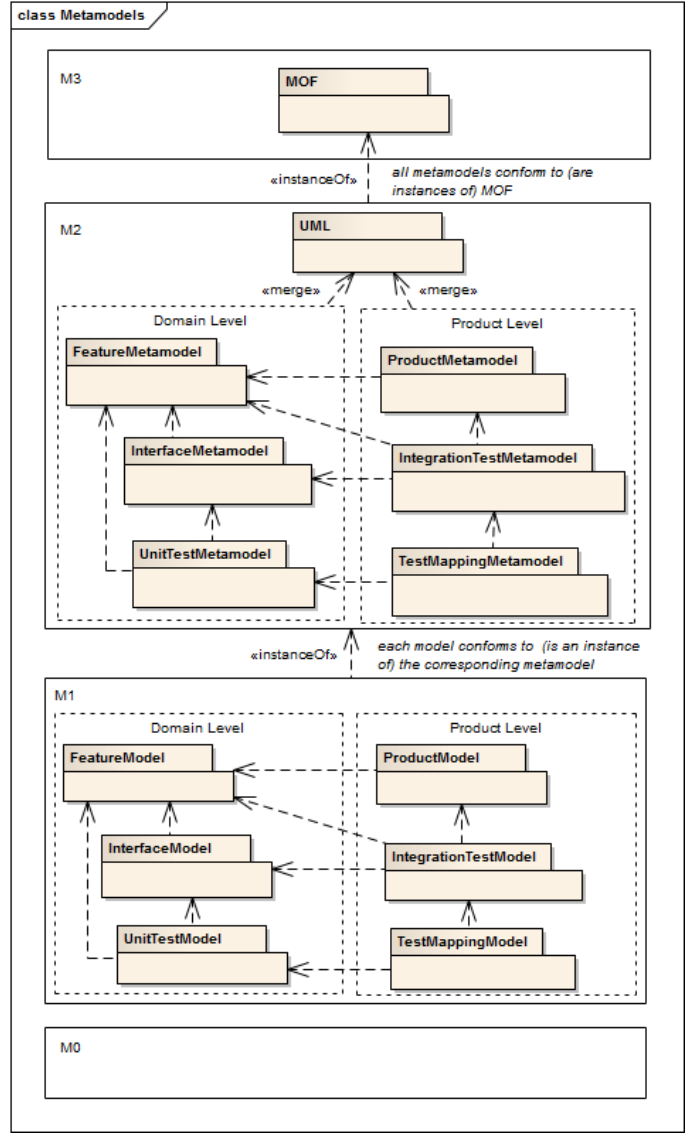 class Metamodels
M3
MOF
«instanceOf»
all metamodels conform to (are
instances of) MOF
M2
UML
«merge»
«merge»
Domain Level
Product Level
FeatureMetamodel
ProductMetamodel
InterfaceMetamodel
IntegrationTestMetamodel
UnitTestMetamodel
TestMappingMetamodel
«instanceOf»
each model conforms to (is an instance
of) the corresponding metamodel
M1
Domain Level
Product Level
FeatureModel
ProductModel
InterfaceModel
IntegrationTestModel
UnitTestModel
TestMappingModel
M0